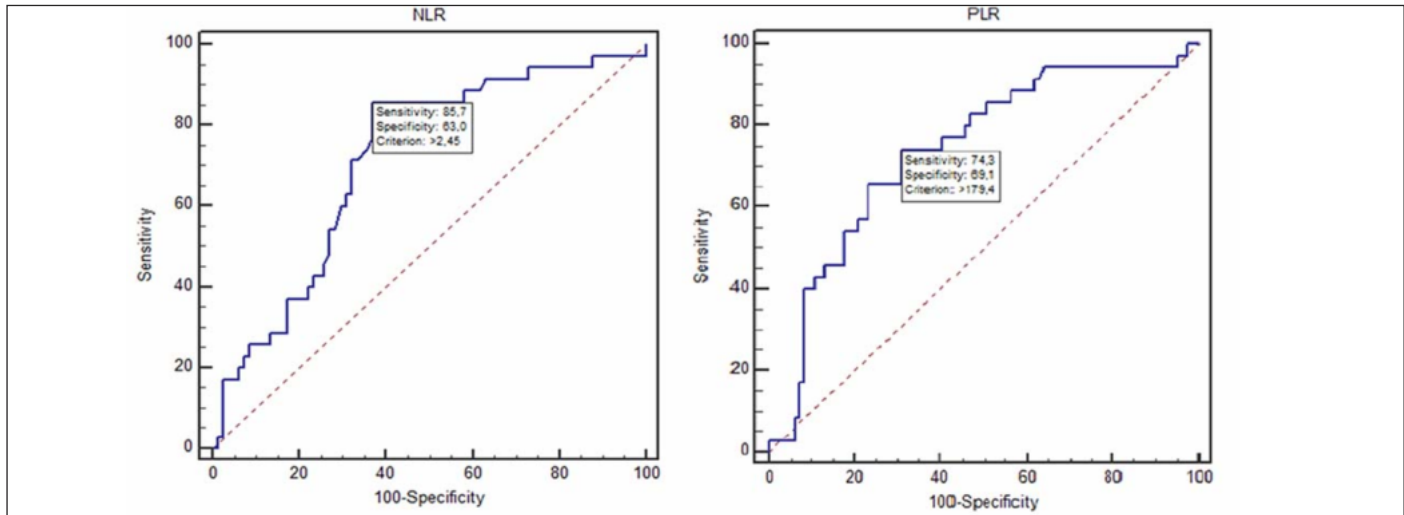 NLR
100
80
60
40
20
0
Sensitivity
Sensitivity: 85,7
Specificity: 63,0
Criterion: >2,45
0 20 40 60 80 100
100-Specificity
PLR
100
80
60
40
20
0
Sensitivity
Sensitivity: 74,3
Specificity: 69,1
Criterion: >179,4
0 20 40 60 80 100
100-Specificity